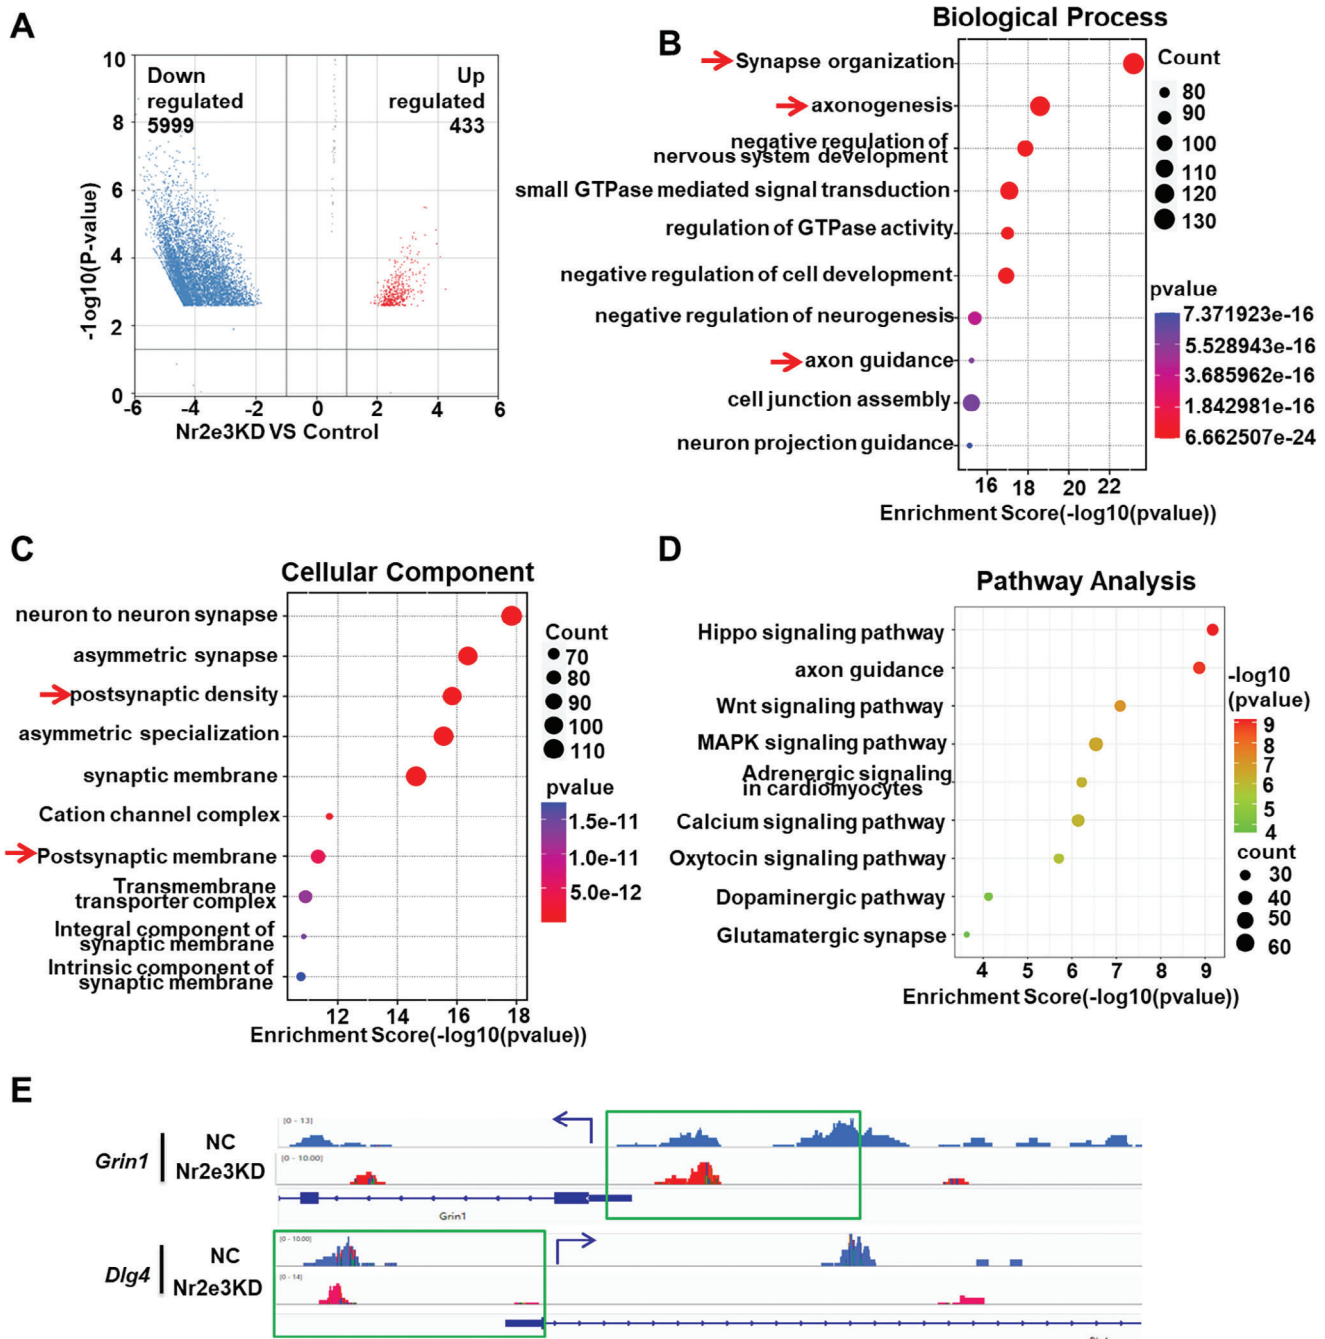 A
10
8
6
4
2
0
-1og10(P-value)
Down
regulated
5999
Up
regulated
433
-6 -4 -2 0 2 4 6
Nr2e3KD VS Control
B
Biological Process
Synapse organization
axonogenesis
negative regulation of
nervous system development
small GTPase mediated signal transduction
regulation of GTPase activity
negative regulation of cell development
negative regulation of neurogenesis
axon guidance
cell junction assembly
neuron projection guidance
16 18 20 22
Enrichment Score(-log10(pvalue))
Count
80
90
100
110
120
130
pvalue
7.371923e-16
5.528943e-16
3.685962e-16
1.842981e-16
6.662507e-24
C
Cellular Component
neuron to neuron synapse
asymmetric synapse
postsynaptic density
asymmetric specialization
synaptic membrane
Cation channel complex
Postsynaptic membrane
Transmembrane
transporter complex
Integral component of
synaptic membrane
Intrinsic component of
synaptic membrane
12 14 16 18
Enrichment Score(-log10(pvalue))
Count
70
80
90
100
110
pvalue
1.5e-11
1.0e-11
5.0e-12
D
Pathway Analysis
Hippo signaling pathway
axon guidance
Wnt signaling pathway
MAPK signaling pathway
Adrenergic signaling
in cardiomyocytes
Calcium signaling pathway
Oxytocin signaling pathway
Dopaminergic pathway
Glutamatergic synapse
4 5 6 7 8 9
Enrichment Score(-log10(pvalue))
-log10
(pvalue)
9
8
7
6
5
4
count
30
40
50
60
E
Grin1
NC
Nr2e3KD
[0 - 13]
[0 - 10.00]
Grin1
Dlg4
NC
Nr2e3KD
[0 - 10.00]
[0 - 14]